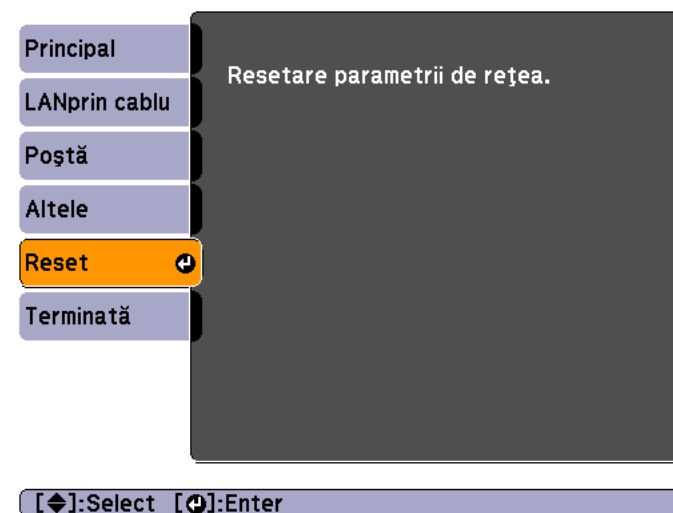 Principal
Resetare parametrii de reţea.
LANprin cablu
Poştă
Altele
Reset
Terminată
[◆]:Select [↵]:Enter